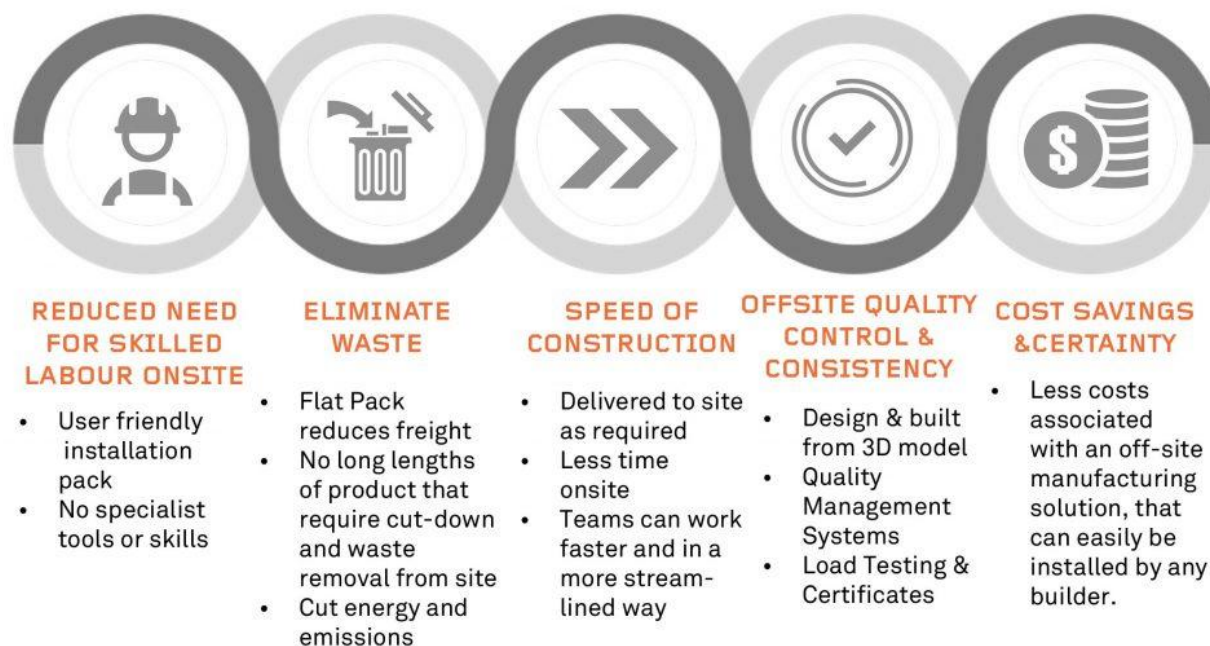 $
REDUCED NEED
FOR SKILLED
LABOUR ONSITE
• User friendly
installation
pack
• No specialist
tools or skills
ELIMINATE
WASTE
• Flat Pack
reduces freight
• No long lengths
of product that
require cut-down
and waste
removal from site
• Cut energy and
emissions
SPEED OF
CONSTRUCTION
• Delivered to site
as required
• Less time
onsite
• Teams can work
faster and in a
more stream-
lined way
OFFSITE QUALITY
CONTROL &
CONSISTENCY
• Design & built
from 3D model
• Quality
Management
Systems
• Load Testing &
Certificates
COST SAVINGS
&CERTAINTY
• Less costs
associated
with an off-site
manufacturing
solution, that
can easily be
installed by any
builder.